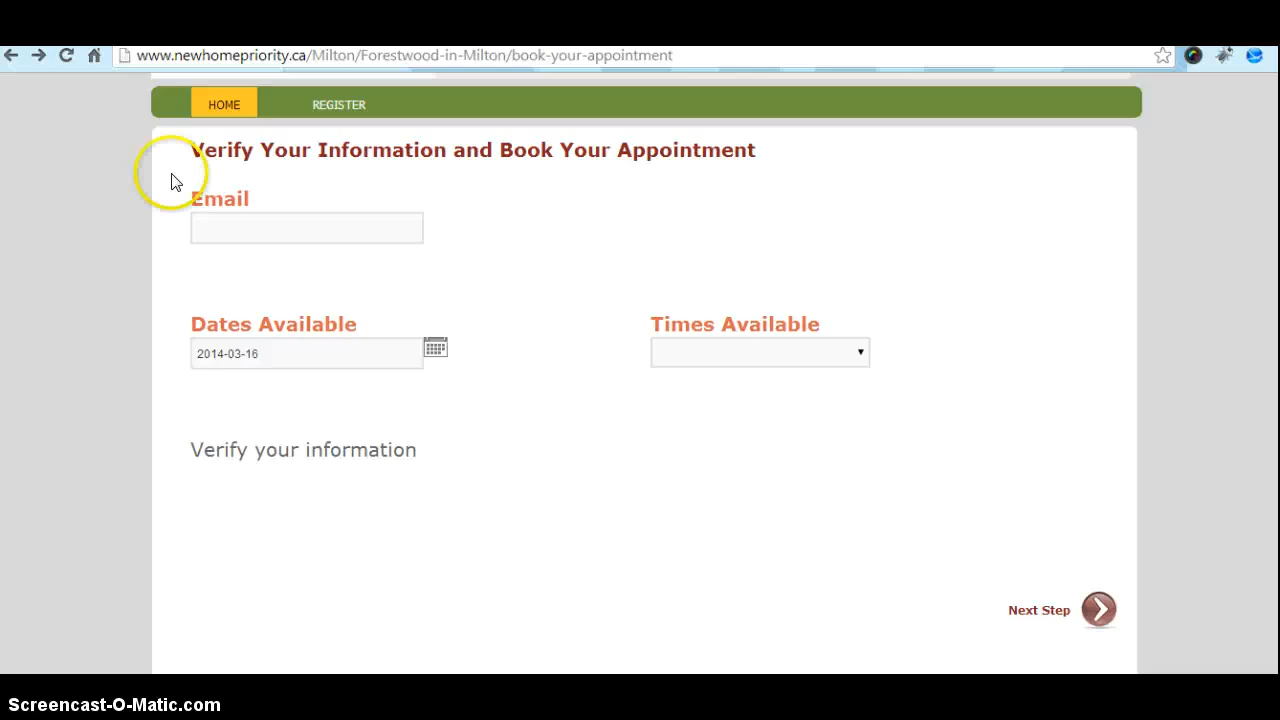 www.newhomepriority.ca/Milton/Forestwood-in-Milton/book-your-appointment
HOME REGISTER
Verify Your Information and Book Your Appointment
Email
Dates Available Times Available
2014-03-16
Verify your information
Next Step
Screencast-O-Matic.com